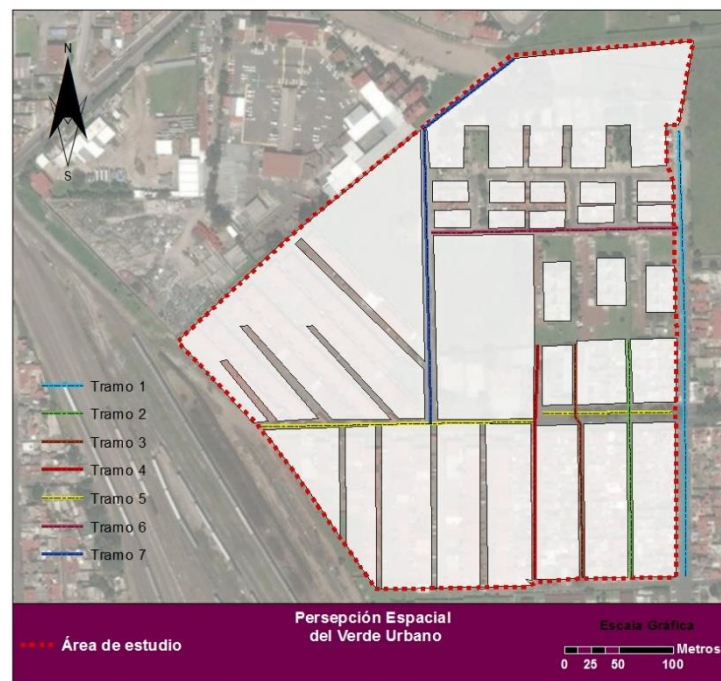 N
S
Tramo 1
Tramo 2
Tramo 3
Tramo 4
Tramo 5
Tramo 6
Tramo 7
Persepción Espacial
del Verde Urbano
Área de estudio
Escala Gráfica
Metros
0 25 50 100